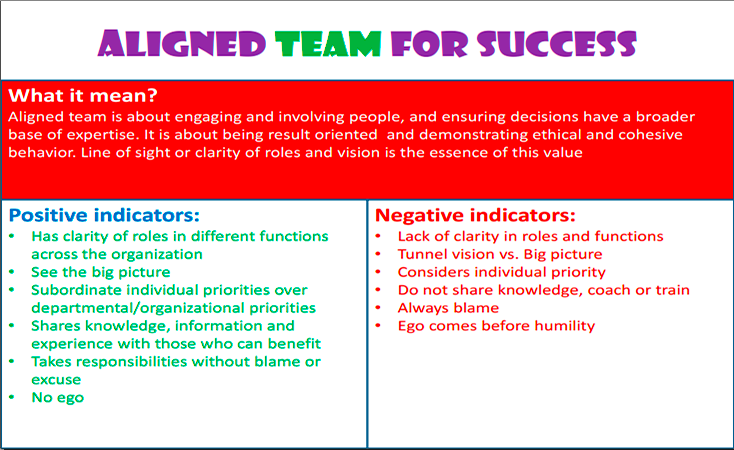 ALIGNED TEAM FOR SUCCESS
What it mean?
Aligned team is about engaging and involving people, and ensuring decisions have a broader
base of expertise. It is about being result oriented and demonstrating ethical and cohesive
behavior. Line of sight or clarity of roles and vision is the essence of this value
Positive indicators:
• Has clarity of roles in different functions
across the organization
• See the big picture
• Subordinate individual priorities over
departmental/organizational priorities
• Shares knowledge, information and
experience with those who can benefit
• Takes responsibilities without blame or
excuse
• No ego
Negative indicators:
• Lack of clarity in roles and functions
• Tunnel vision vs. Big picture
• Considers individual priority
• Do not share knowledge, coach or train
• Always blame
• Ego comes before humility